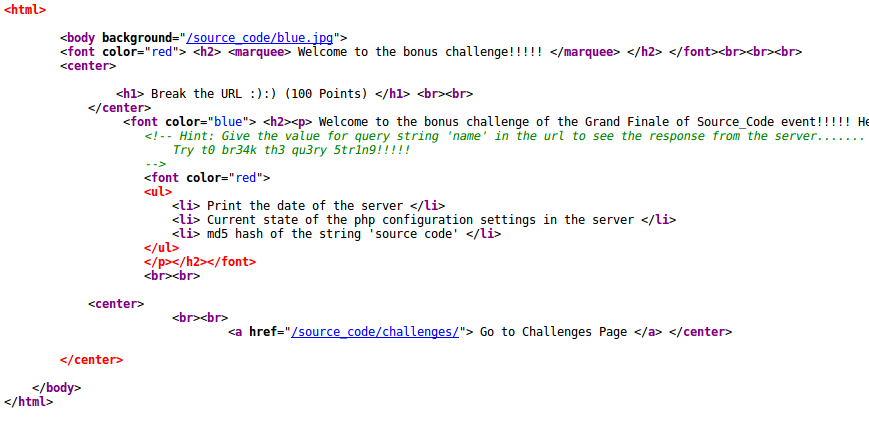 <html>
<body background="/source_code/blue.jpg">
<font color="red"> <h2> <marquee> Welcome to the bonus challenge!!!!! </marquee> </h2> </font><br><br><br>
<center>
<h1> Break the URL :):) (100 Points) </h1> <br><br>
</center>
<font color="blue"> <h2><p> Welcome to the bonus challenge of the Grand Finale of Source_Code event!!!!! He
<!-- Hint: Give the value for query string 'name' in the url to see the response from the server.......
Try t0 br34k th3 qu3ry 5tr1n9!!!!!
-->
<font color="red">
<ul>
<li> Print the date of the server </li>
<li> Current state of the php configuration settings in the server </li>
<li> md5 hash of the string 'source code' </li>
</ul>
</p></h2></font>
<br><br>
<center>
<br><br>
<a href="/source_code/challenges/"> Go to Challenges Page </a> </center>
</center>
</body>
</html>